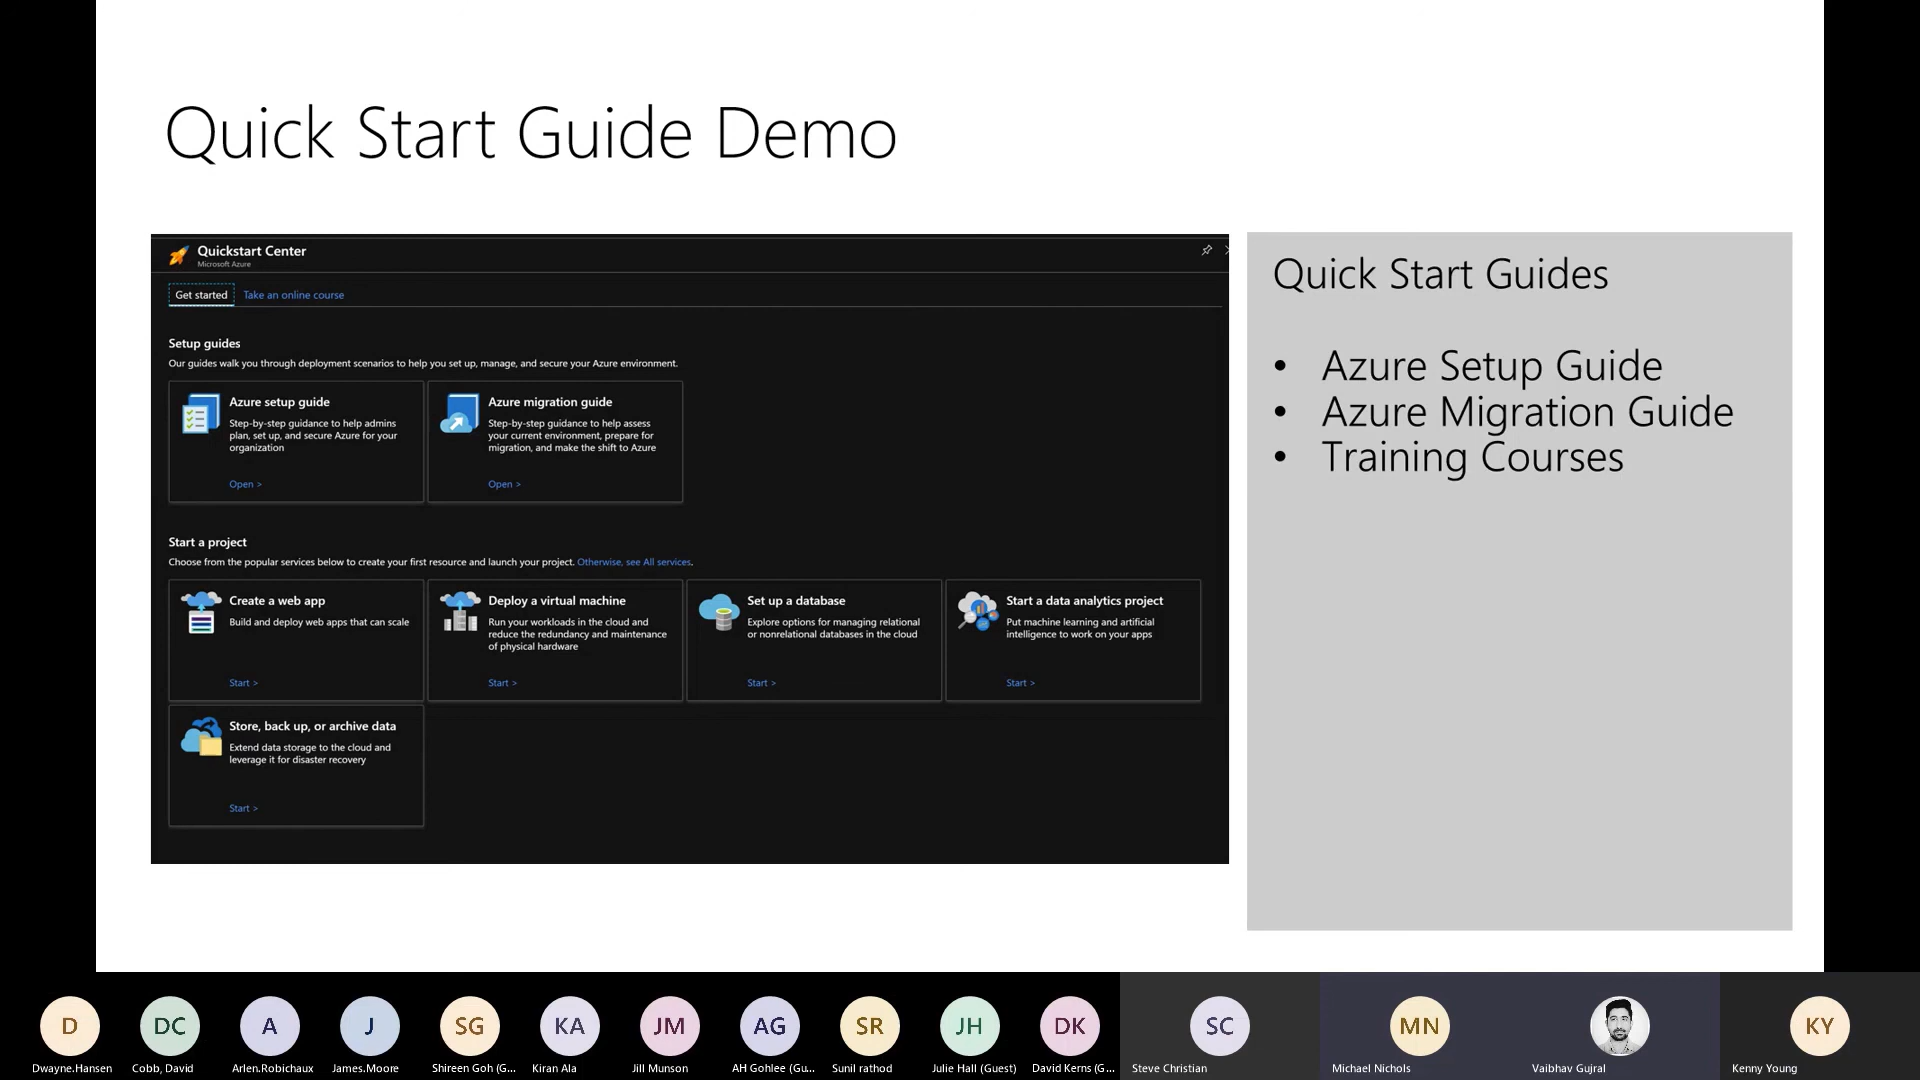 Quick Start Guide Demo
Quickstart Center
Microsoft Azure
Get started
Take an online course
Setup guides
Our guides walk you through deployment scenarios to help you set up, manage, and secure your Azure environment.
Azure setup guide
Step-by-step guidance to help admins
plan, set up, and secure Azure for your
organization
Open >
Azure migration guide
Step-by-step guidance to help assess
your current environment, prepare for
migration, and make the shift to Azure
Open >
Start a project
Choose from the popular services below to create your first resource and launch your project. Otherwise, see All services.
Create a web app
Build and deploy web apps that can scale
Start >
Deploy a virtual machine
Run your workloads in the cloud and
reduce the redundancy and maintenance
of physical hardware
Start >
Set up a database
Explore options for managing relational
or nonrelational databases in the cloud
Start >
Start a data analytics project
Put machine learning and artificial
intelligence to work on your apps
Start >
Store, back up, or archive data
Extend data storage to the cloud and
leverage it for disaster recovery
Start >
Quick Start Guides
• Azure Setup Guide
• Azure Migration Guide
• Training Courses
D
DC
A
J
SG
KA
JM
AG
SR
JH
DK
SC
MN
KY
Dwayne.Hansen
Cobb, David
Arlen.Robichaux
James.Moore
Shireen Goh (G...
Kiran Ala
Jill Munson
AH Gohlee (Gu...
Sunil rathod
Julie Hall (Guest)
David Kerns (G...
Steve Christian
Michael Nichols
Vaibhav Gujral
Kenny Young